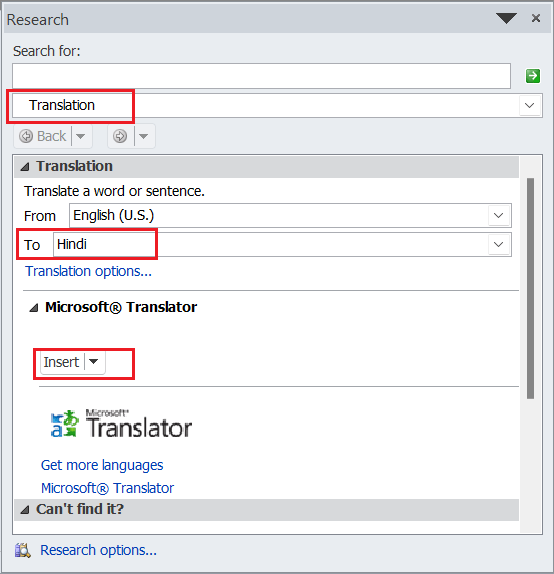 Research
Search for:
Translation
Back
Translation
Translate a word or sentence.
From English (U.S.)
To Hindi
Translation options...
Microsoft® Translator
Insert
Microsoft®
Translator
Get more languages
Microsoft® Translator
Can't find it?
Research options...